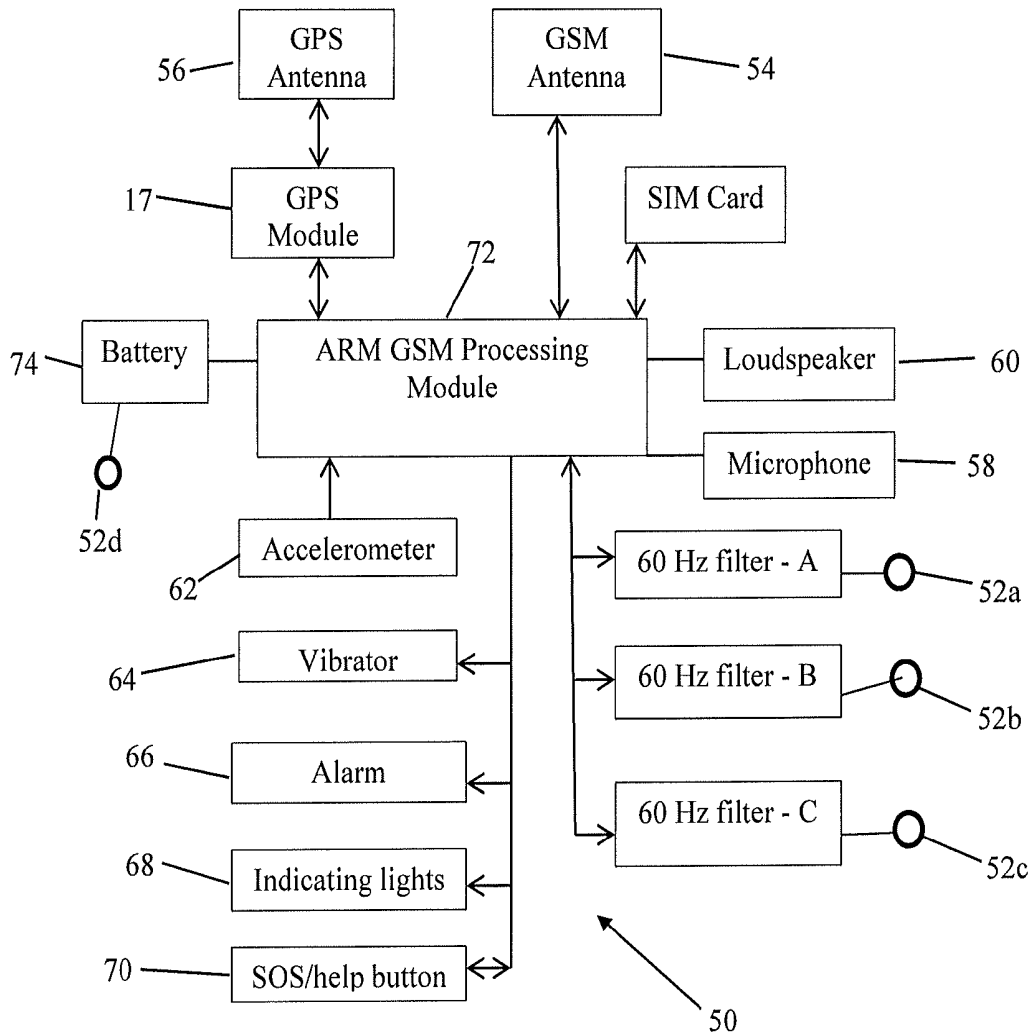 GPS
Antenna
56
GSM
Antenna
54
17
GPS
Module
SIM Card
72
74
Battery
ARM GSM Processing
Module
Loudspeaker
60
Microphone
58
52d
62
Accelerometer
60 Hz filter - A
52a
64
Vibrator
60 Hz filter - B
52b
66
Alarm
60 Hz filter - C
52c
68
Indicating lights
70
SOS/help button
50